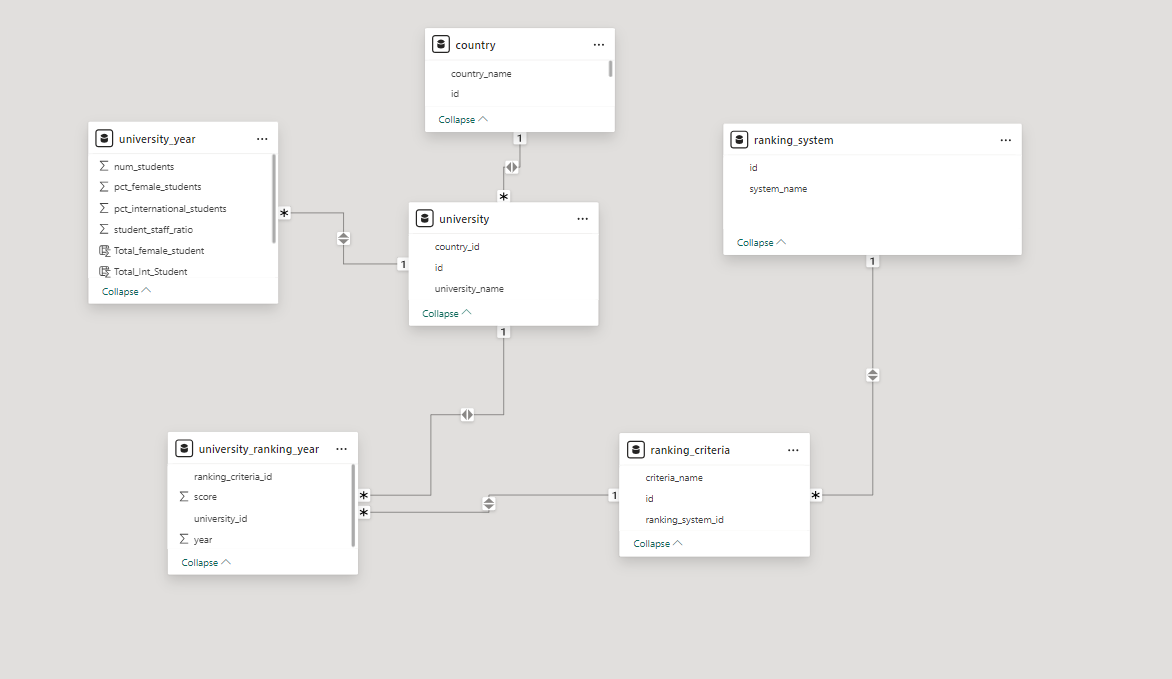 country
country_name
id
Collapse
university_year
num_students
pct_female_students
pct_international_students
student_staff_ratio
Total_female_student
Total_Int_Student
Collapse
ranking_system
id
system_name
Collapse
1
*
university
country_id
id
university_name
Collapse
*
1
1
1
university_ranking_year
ranking_criteria_id
score
university_id
year
Collapse
*
*
ranking_criteria
criteria_name
id
ranking_system_id
Collapse
1
*